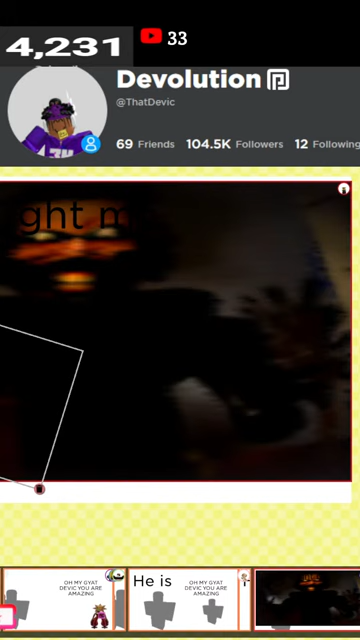 4,231
33
Devolution
@ThatDevic
69 Friends 104.5K Followers 12 Following
ght m
OH MY GYAT
DEVIC YOU ARE
AMAZING
He is
OH MY GYAT
DEVIC YOU ARE
AMAZING